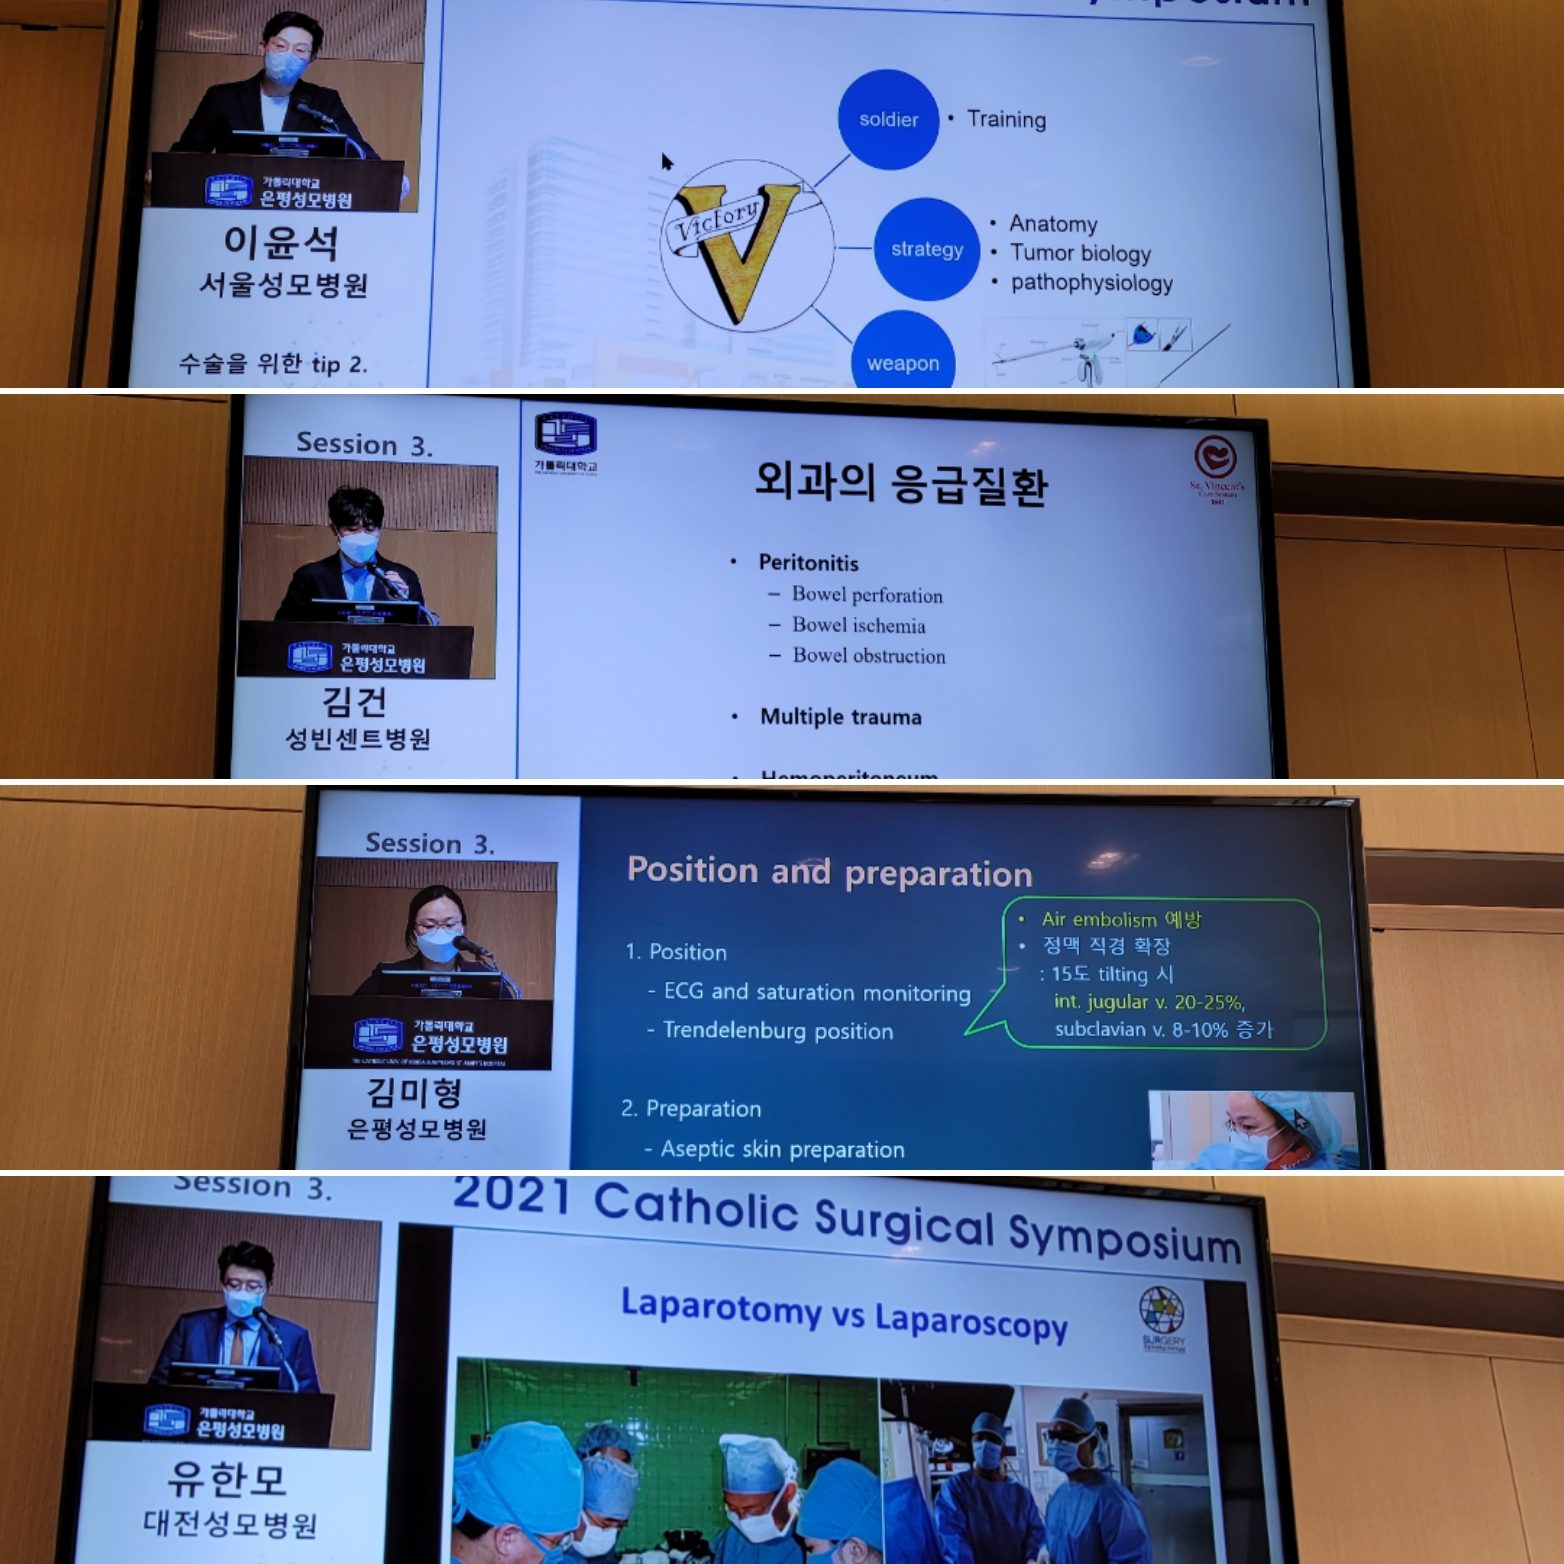 가톨릭대학교
은평성모병원
이윤석
서울성모병원
수술을 위한 tip 2.
Victory
soldier
• Training
strategy
• Anatomy
• Tumor biology
• pathophysiology
weapon
Session 3.
가톨릭대학교
은평성모병원
김건
성빈센트병원
가톨릭대학교
외과의 응급질환
St. Vincent's
• Peritonitis
– Bowel perforation
– Bowel ischemia
– Bowel obstruction
• Multiple trauma
• Hemoperitoneum
Session 3.
가톨릭대학교
은평성모병원
김미형
은평성모병원
Position and preparation
1. Position
- ECG and saturation monitoring
- Trendelenburg position
• Air embolism 예방
• 정맥 직경 확장
: 15도 tilting 시
int. jugular v. 20-25%,
subclavian v. 8-10% 증가
2. Preparation
- Aseptic skin preparation
Session 3.
가톨릭대학교
은평성모병원
유한모
대전성모병원
2021 Catholic Surgical Symposium
Laparotomy vs Laparoscopy
SURGERY